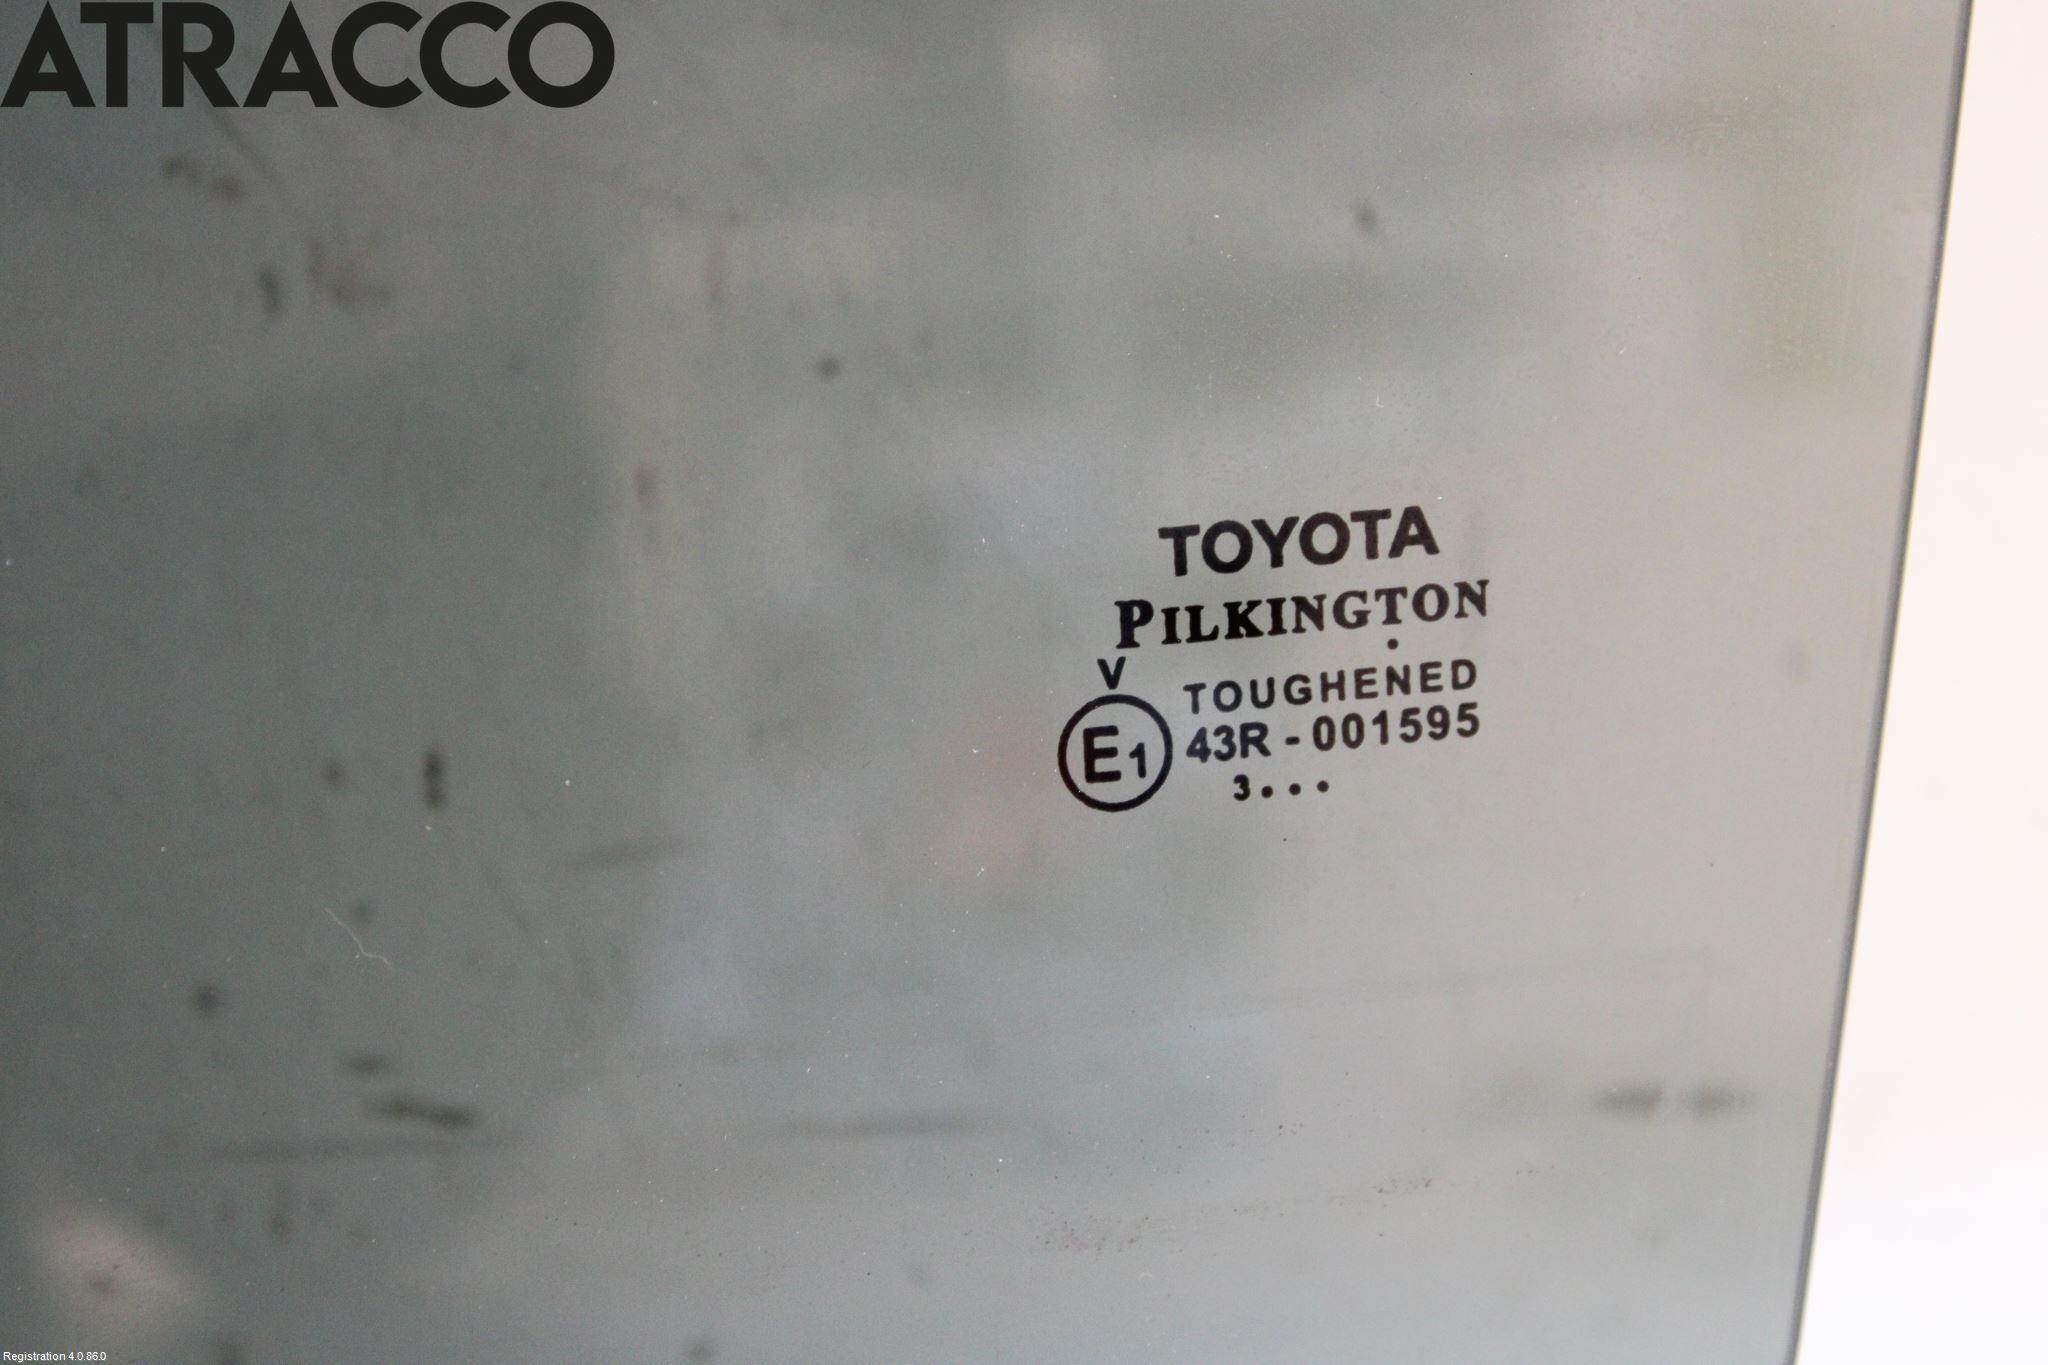 ATRACCO
TOYOTA
PILKINGTON
.
V
TOUGHENED
E1 43R - 001595
3...
Registration 4.0.86.0